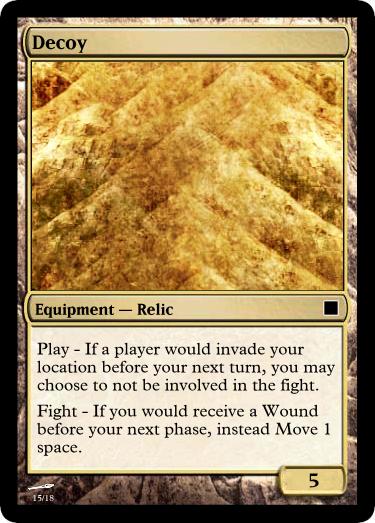 Decoy
Equipment — Relic
Play - If a player would invade your
location before your next turn, you may
choose to not be involved in the fight.
Fight - If you would receive a Wound
before your next phase, instead Move 1
space.
5
15/18